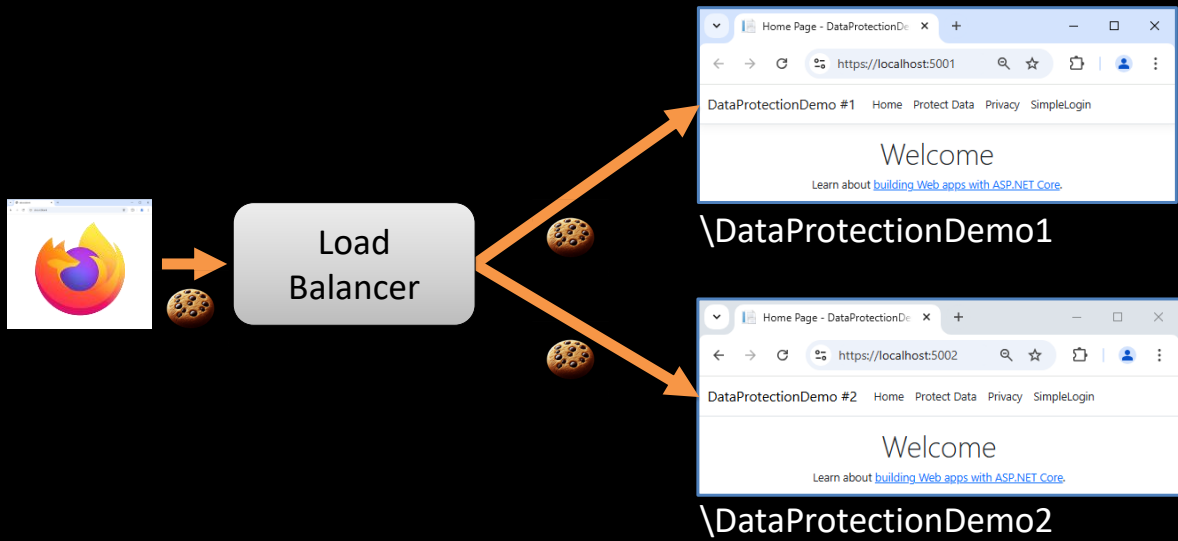 Home Page - DataProtectionDe
https://localhost:5001
DataProtectionDemo #1 Home Protect Data Privacy SimpleLogin
Welcome
Learn about building Web apps with ASP.NET Core.
\DataProtectionDemo1
Load
Balancer
Home Page - DataProtectionDe
https://localhost:5002
DataProtectionDemo #2 Home Protect Data Privacy SimpleLogin
Welcome
Learn about building Web apps with ASP.NET Core.
\DataProtectionDemo2